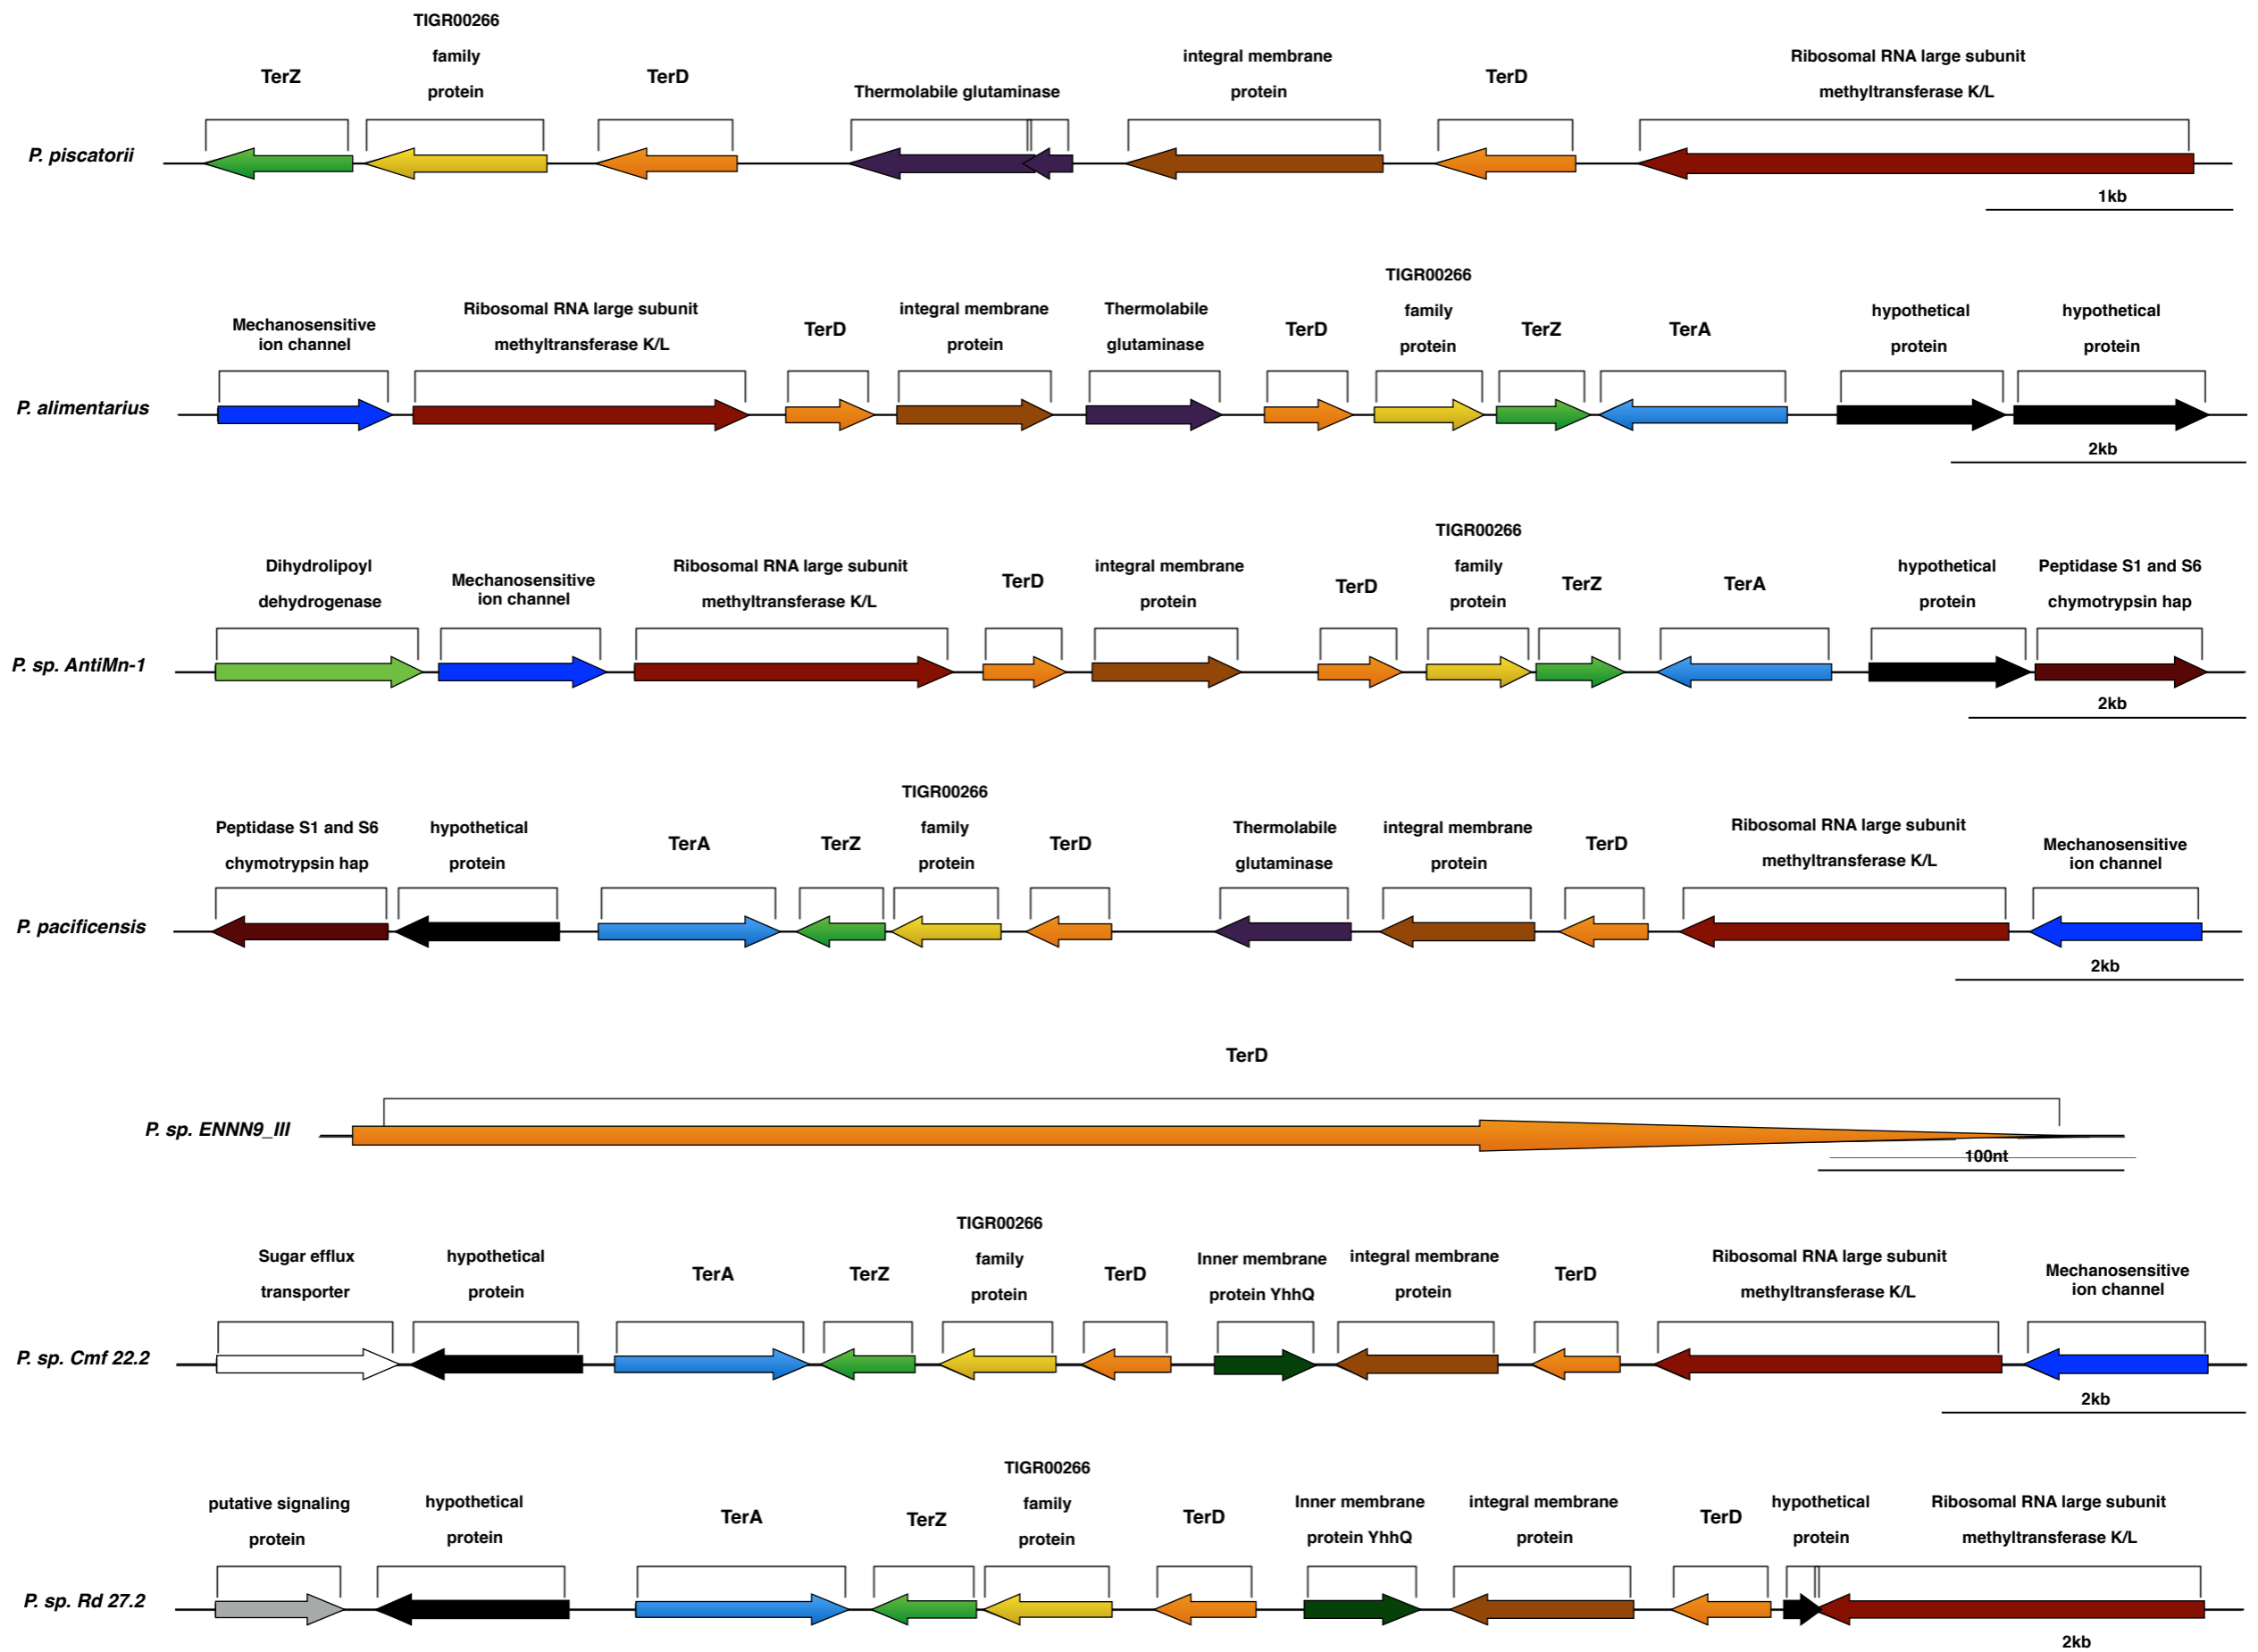 TIGR00266
family
protein
TerZ
TerD
Thermolabile glutaminase
integral membrane
protein
TerD
Ribosomal RNA large subunit
methyltransferase K/L
P. piscatorii
1kb
Mechanosensitive
ion channel
Ribosomal RNA large subunit
methyltransferase K/L
TerD
integral membrane
protein
Thermolabile
glutaminase
TerD
TIGR00266
family
protein
TerZ
TerA
hypothetical
protein
hypothetical
protein
P. alimentarius
2kb
Dihydrolipoyl
dehydrogenase
Mechanosensitive
ion channel
Ribosomal RNA large subunit
methyltransferase K/L
TerD
integral membrane
protein
TerD
TIGR00266
family
protein
TerZ
TerA
hypothetical
protein
Peptidase S1 and S6
chymotrypsin hap
P. sp. AntiMn-1
2kb
Peptidase S1 and S6
chymotrypsin hap
hypothetical
protein
TerA
TerZ
TIGR00266
family
protein
TerD
Thermolabile
glutaminase
integral membrane
protein
TerD
Ribosomal RNA large subunit
methyltransferase K/L
Mechanosensitive
ion channel
P. pacificensis
2kb
TerD
P. sp. ENNN9_III
100nt
Sugar efflux
transporter
hypothetical
protein
TerA
TerZ
TIGR00266
family
protein
TerD
Inner membrane
protein YhhQ
integral membrane
protein
TerD
Ribosomal RNA large subunit
methyltransferase K/L
Mechanosensitive
ion channel
P. sp. Cmf 22.2
2kb
putative signaling
protein
hypothetical
protein
TerA
TerZ
TIGR00266
family
protein
TerD
Inner membrane
protein YhhQ
integral membrane
protein
TerD
hypothetical
protein
Ribosomal RNA large subunit
methyltransferase K/L
P. sp. Rd 27.2
2kb